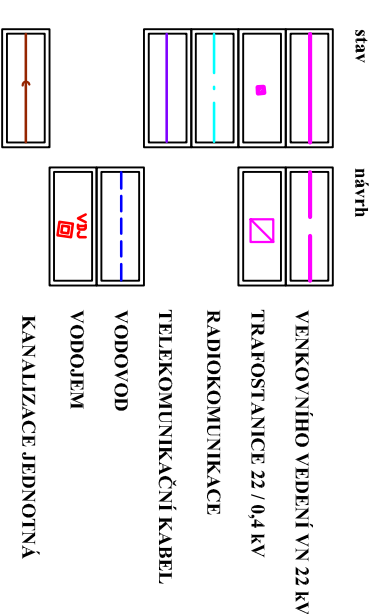 stav
návrh
VENKOVNÍHO VEDENÍ VN 22 kV
TRAFOSTANICE 22 / 0,4 kV
RADIOKOMUNIKACE
TELEKOMUNIKAČNÍ KABEL
VODOVOD
VDJ
VODOJEM
KANALIZACE JEDNOTNÁ